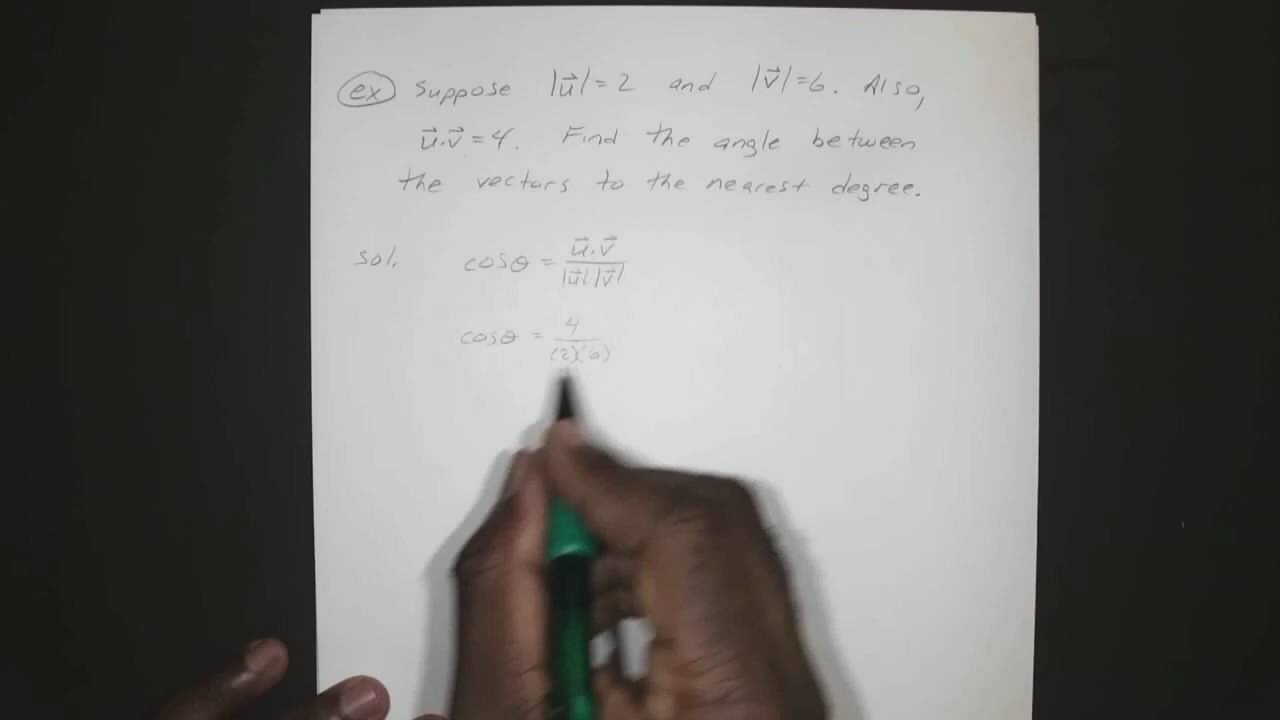 ex Suppose |u⃗|=2 and |v⃗|=6. Also,
u⃗·v⃗=4. Find the angle between
the vectors to the nearest degree.
Sol. cosθ = u⃗·v⃗ / |u⃗||v⃗|
cosθ = 4 / (2)(6)